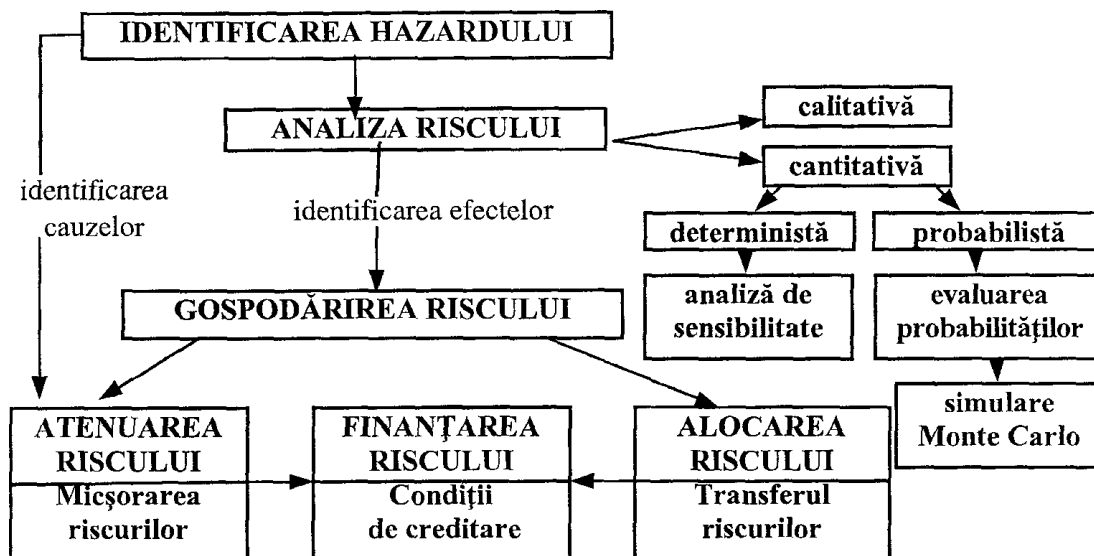 IDENTIFICAREA HAZARDULUI
ANALIZA RISCULUI
calitativă
cantitativă
identificarea
cauzelor
identificarea efectelor
deterministă
probabilistă
analiză de
sensibilitate
evaluarea
probabilităţilor
GOSPODĂRIREA RISCULUI
simulare
Monte Carlo
ATENUAREA
RISCULUI
Micşorarea
riscurilor
FINANŢAREA
RISCULUI
Condiţii
de creditare
ALOCAREA
RISCULUI
Transferul
riscurilor